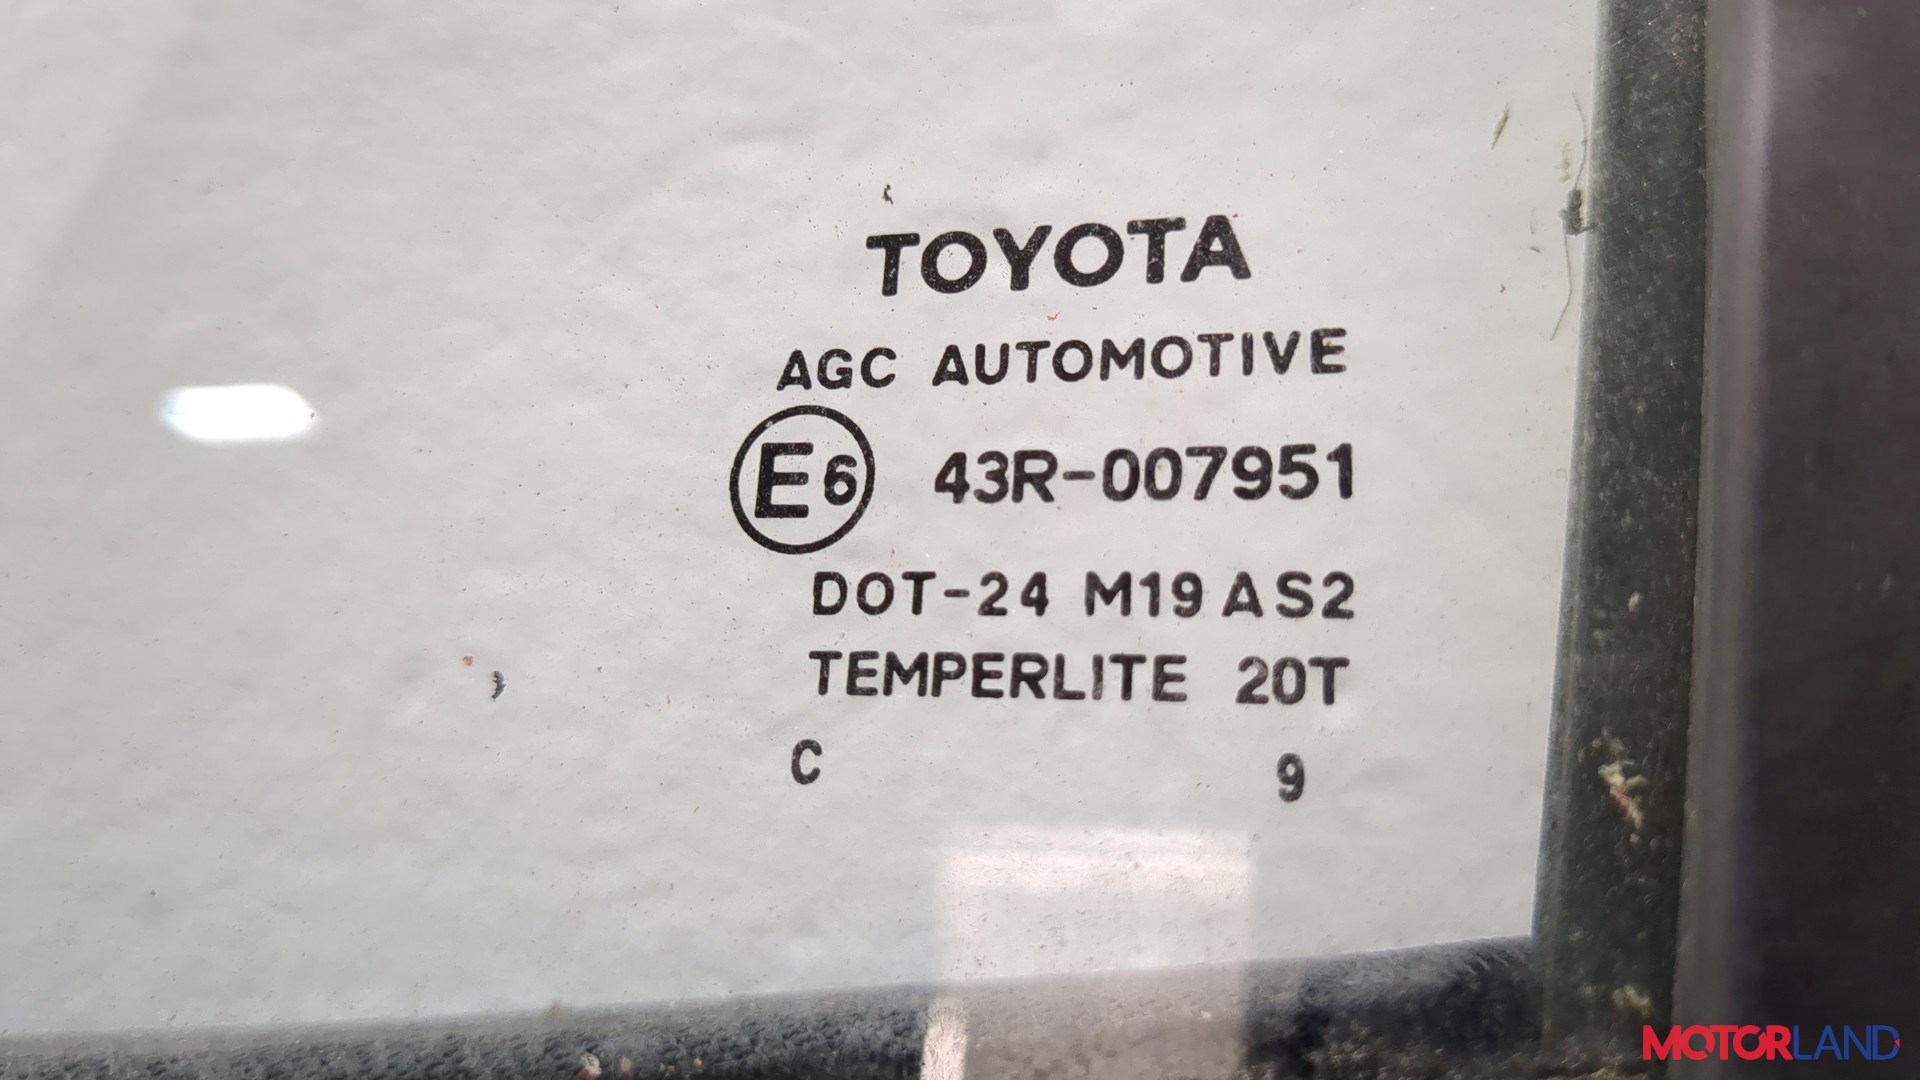 TOYOTA
AGC AUTOMOTIVE
E6 43R-007951
DOT-24 M19 AS2
TEMPERLITE 20T
C 9
MOTORLAND